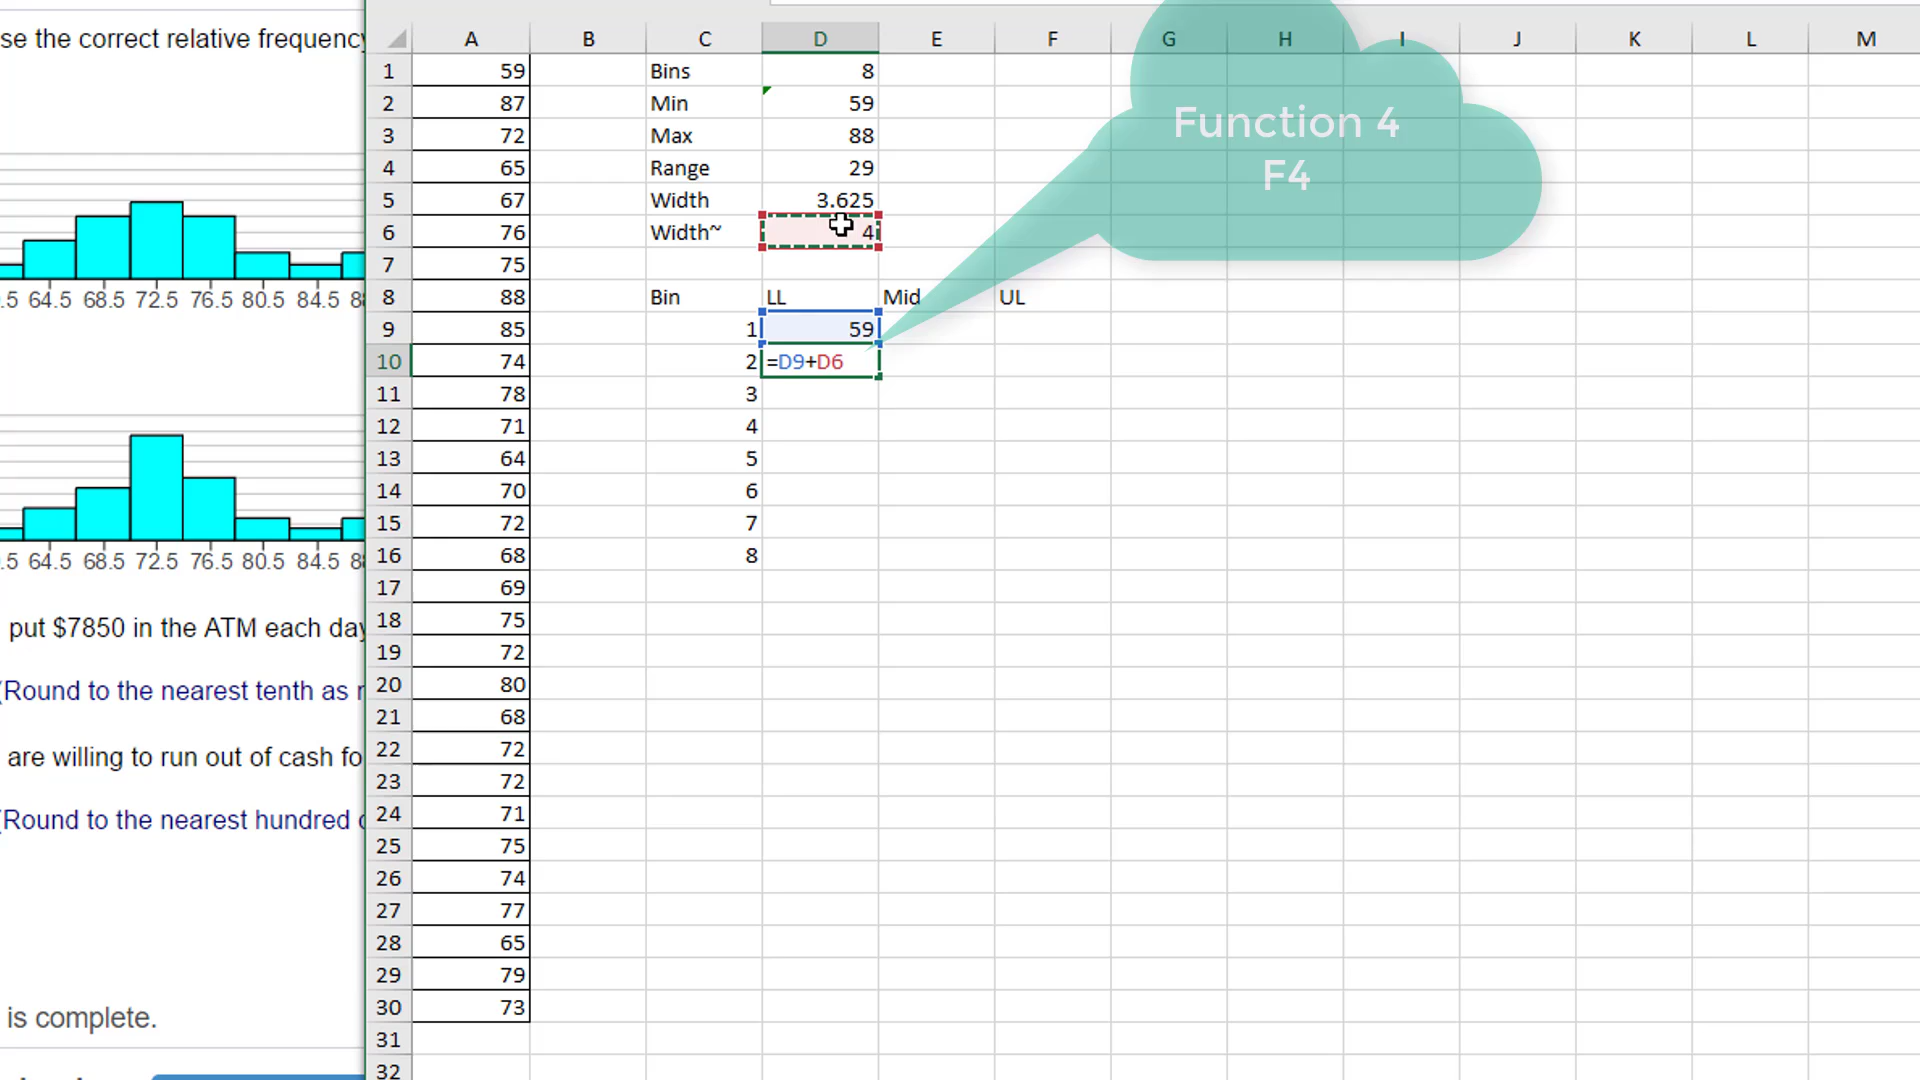 se the correct relative frequency
.5 64.5 68.5 72.5 76.5 80.5 84.5 88
.5 64.5 68.5 72.5 76.5 80.5 84.5 88
put $7850 in the ATM each day
(Round to the nearest tenth as
are willing to run out of cash fo
(Round to the nearest hundred
is complete.
A B C D E F G H I J K L M
1 59 Bins 8
2 87 Min 59
3 72 Max 88
4 65 Range 29
5 67 Width 3.625
6 76 Width~ 4
7 75
8 88 Bin LL Mid UL
9 85 1 59
10 74 2 =D9+D6
11 78 3
12 71 4
13 64 5
14 70 6
15 72 7
16 68 8
17 69
18 75
19 72
20 80
21 68
22 72
23 72
24 71
25 75
26 74
27 77
28 65
29 79
30 73
31
32
Function 4
F4